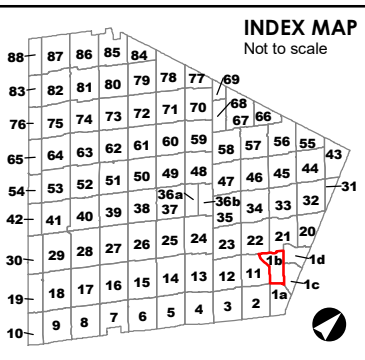 INDEX MAP
Not to scale
88 87 86 85 84
83 82 81 80 79 78 77 69
76 75 74 73 72 71 70 68 67 66
65 64 63 62 61 60 59 58 57 56 55 43
54 53 52 51 50 49 48 47 46 45 44 31
42 41 40 39 38 36a 37 36b 35 34 33 32
30 29 28 27 26 25 24 23 22 21 20
19 18 17 16 15 14 13 12 11 1b 1d
10 9 8 7 6 5 4 3 2 1a 1c